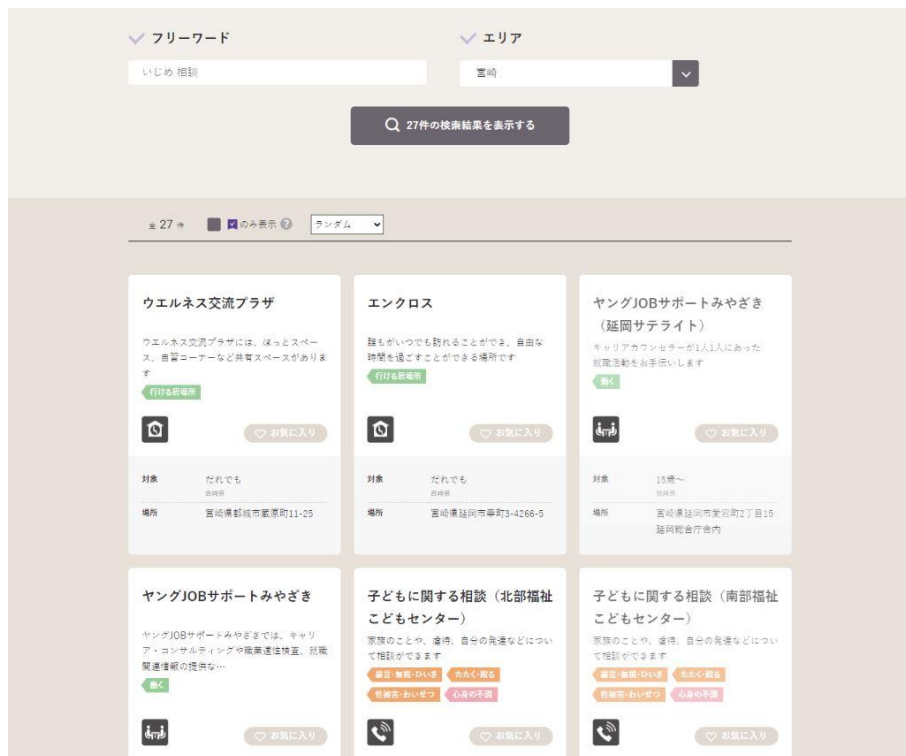 フリーワード
エリア
いじめ 相談
宮崎
27件の検索結果を表示する
全 27 件
のみ表示
?
ランダム
ウエルネス交流プラザ
エンクロス
ヤングJOBサポートみやざき
（延岡サテライト）
ウエルネス交流プラザには、ほっとスペー
ス、自習コーナーなど共有スペースがありま
す
誰もがいつでも訪れることができ、自由な
時間を過ごすことができる場所です
キャリアカウンセラーが1人1人にあった
就職活動をお手伝いします
行ける居場所
行ける居場所
働く
お気に入り
お気に入り
お気に入り
対象
だれでも
宮崎県
場所
宮崎県都城市蔵原町11-25
対象
だれでも
宮崎県
場所
宮崎県延岡市幸町3-4266-5
対象
15歳～
宮崎県
場所
宮崎県延岡市愛宕町2丁目15
延岡総合庁舎内
ヤングJOBサポートみやざき
子どもに関する相談（北部福祉
こどもセンター）
子どもに関する相談（南部福祉
こどもセンター）
ヤングJOBサポートみやざきでは、キャリ
ア・コンサルティングや職業適性検査、就職
関連情報の提供な…
家族のことや、虐待、自分の発達などについ
て相談ができます
家族のことや、虐待、自分の発達などについ
て相談ができます
働く
暴言・無視・ひいき
たたく・殴る
性被害・わいせつ
心身の不調
暴言・無視・ひいき
たたく・殴る
性被害・わいせつ
心身の不調
お気に入り
お気に入り
お気に入り